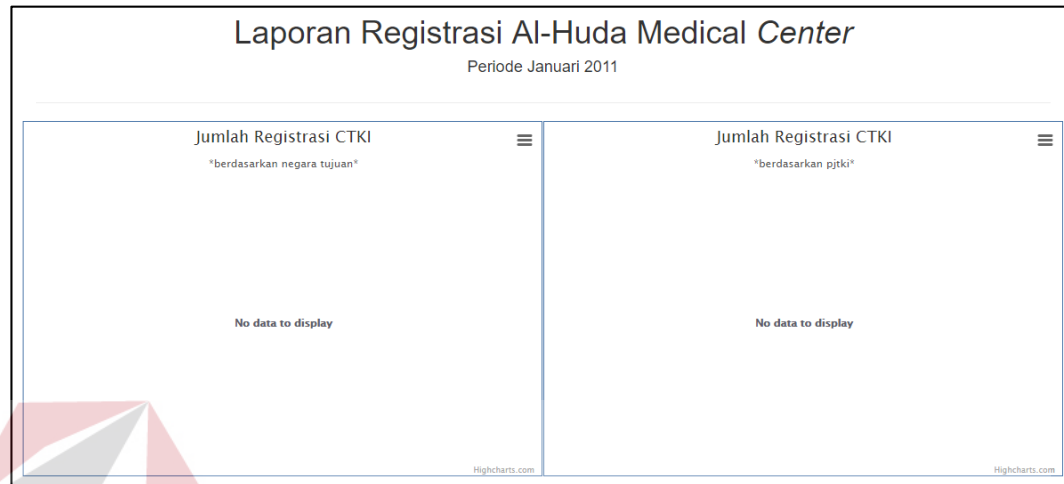 Laporan Registrasi Al-Huda Medical Center
Periode Januari 2011
Jumlah Registrasi CTKI
*berdasarkan negara tujuan*
No data to display
Highcharts.com
Jumlah Registrasi CTKI
*berdasarkan pjtki*
No data to display
Highcharts.com